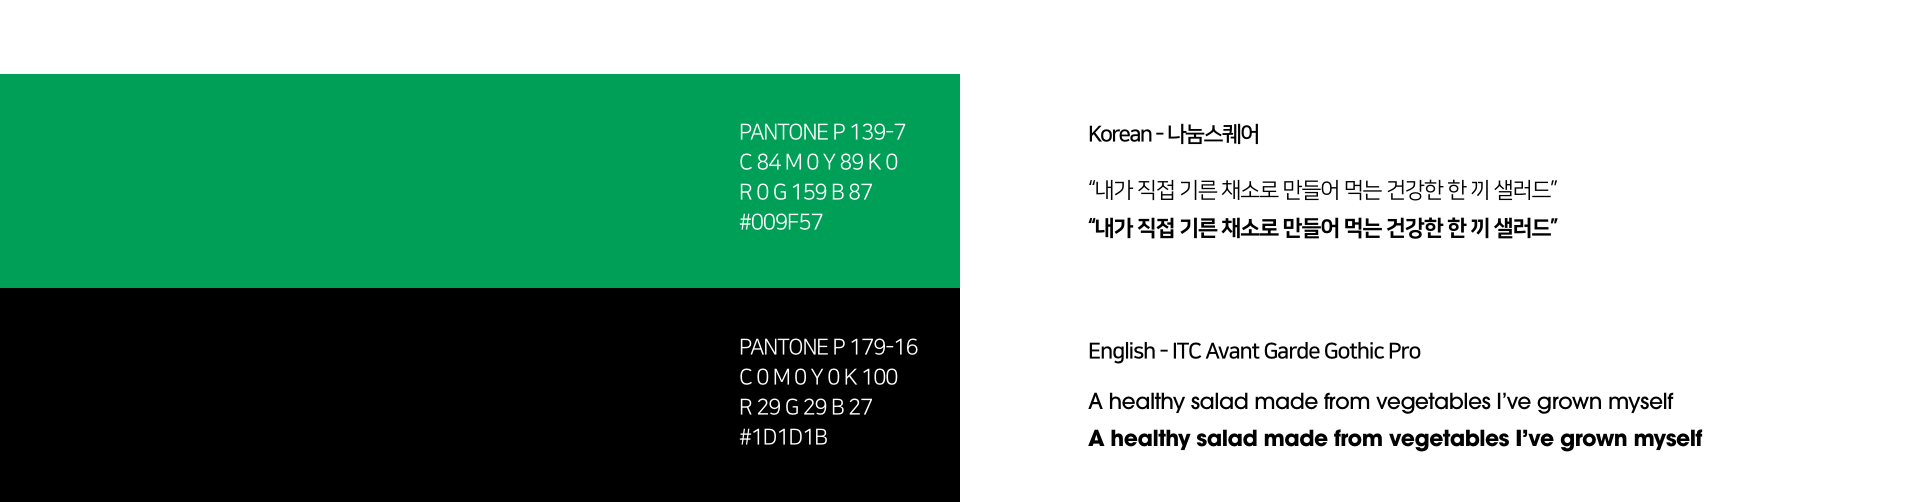 PANTONE P 139-7
C 84 M 0 Y 89 K 0
R 0 G 159 B 87
#009F57
PANTONE P 179-16
C 0 M 0 Y 0 K 100
R 29 G 29 B 27
#1D1D1B
Korean - 나눔스퀘어
“내가 직접 기른 채소로 만들어 먹는 건강한 한 끼 샐러드”
“내가 직접 기른 채소로 만들어 먹는 건강한 한 끼 샐러드”
English - ITC Avant Garde Gothic Pro
A healthy salad made from vegetables I’ve grown myself
A healthy salad made from vegetables I’ve grown myself